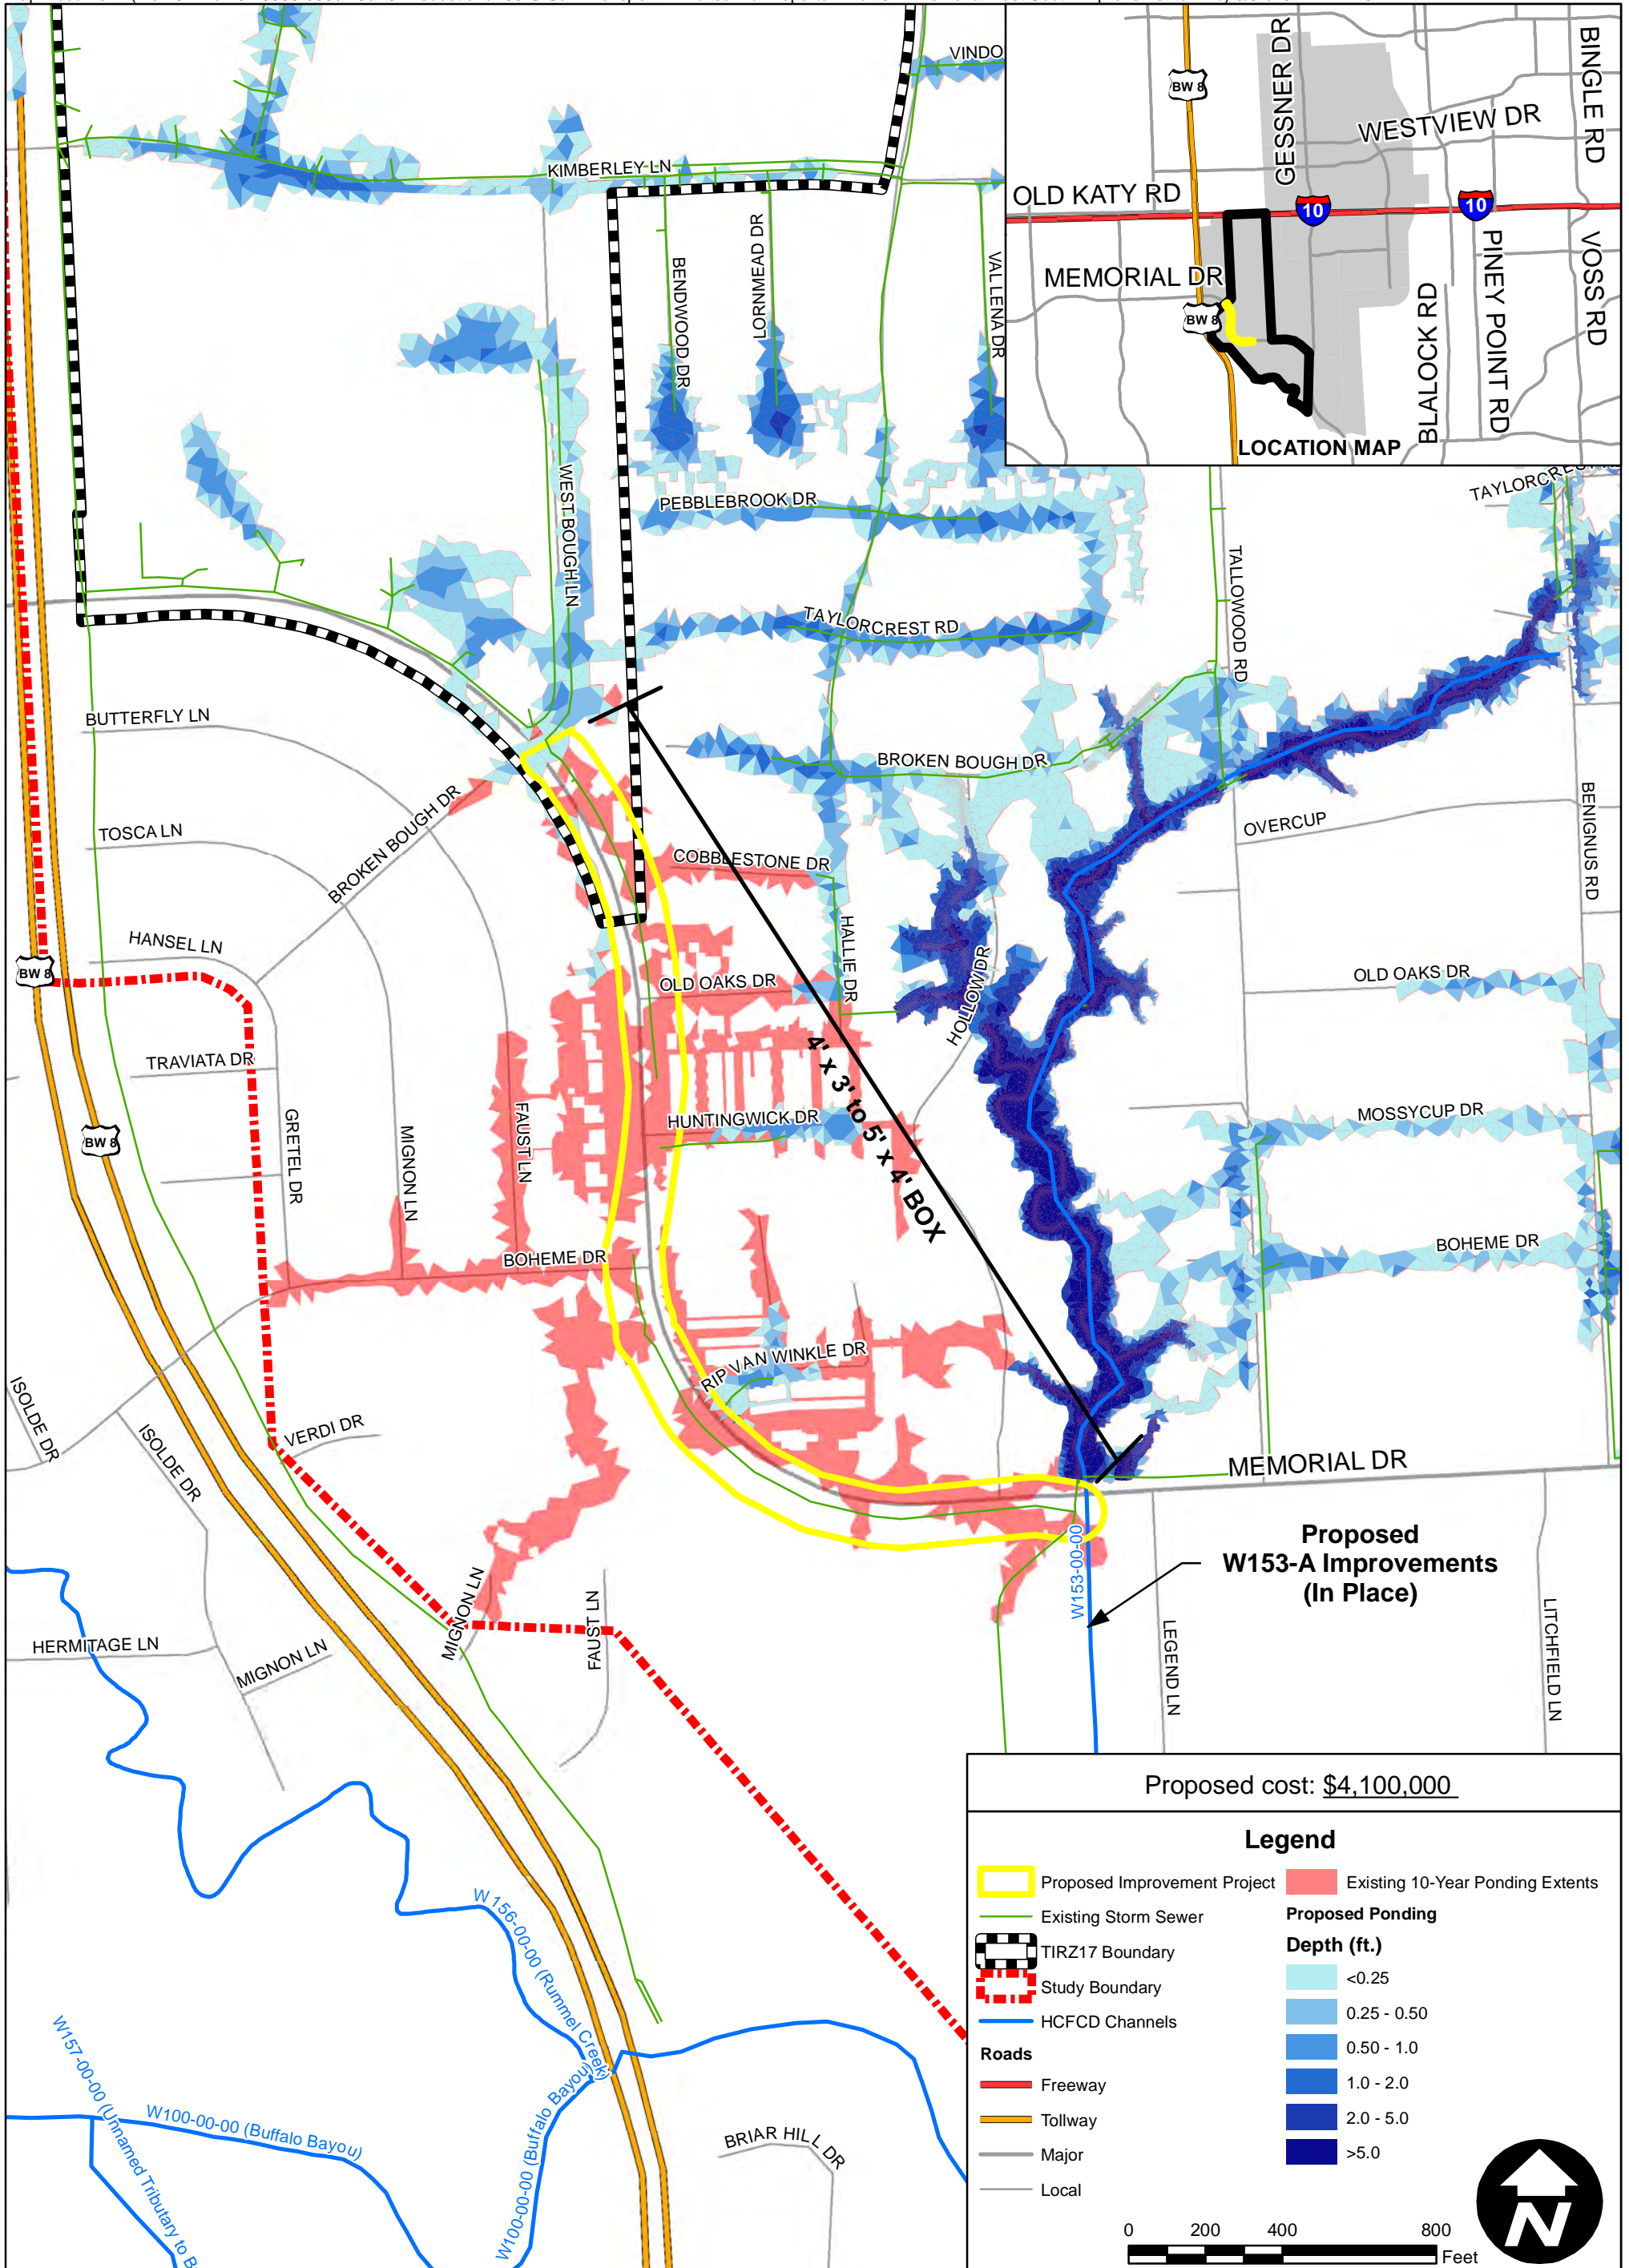 VINDO
KIMBERLEY LN
BENDWOOD DR
LORNMEAD DR
VAL LENA DR
WEST BOUGH LN
PEBBLEBROOK DR
TAYLORCREST RD
TALLOWOOD RD
BUTTERFLY LN
BROKEN BOUGH DR
BROKEN BOUGH DR
TOSCA LN
OVERCUP
BENIGNUS RD
COBBLESTONE DR
HANSEL LN
BW 8
HALLIE DR
OLD OAKS DR
OLD OAKS DR
HOLLOW DR
TRAVIATA DR
4' x 3' to 5' x 4' BOX
BW 8
GRETEL DR
MIGNON LN
FAUST LN
HUNTINGWICK DR
MOSSYCUP DR
BOHEME DR
BOHEME DR
RIP VAN WINKLE DR
ISOLDE DR
ISOLDE DR
VERDI DR
MEMORIAL DR
Proposed
W153-A Improvements
(In Place)
W153-00-00
LEGEND LN
LITCHFIELD LN
HERMITAGE LN
MIGNON LN
MIGNON LN
FAUST LN
W156-00-00 (Rummel Creek)
W157-00-00 (Unnamed Tributary to B
W100-00-00 (Buffalo Bayou)
W100-00-00 (Buffalo Bayou)
BRIAR HILL DR
BW 8
GESSNER DR
WESTVIEW DR
BINGLE RD
OLD KATY RD
10
10
MEMORIAL DR
BW 8
BLALOCK RD
PINEY POINT RD
VOSS RD
LOCATION MAP
Proposed cost: $4,100,000
Legend
Proposed Improvement Project
Existing Storm Sewer
TIRZ17 Boundary
Study Boundary
HCFCD Channels
Roads
Freeway
Tollway
Major
Local
Existing 10-Year Ponding Extents
Proposed Ponding
Depth (ft.)
<0.25
0.25 - 0.50
0.50 - 1.0
1.0 - 2.0
2.0 - 5.0
>5.0
N
0 200 400 800
Feet